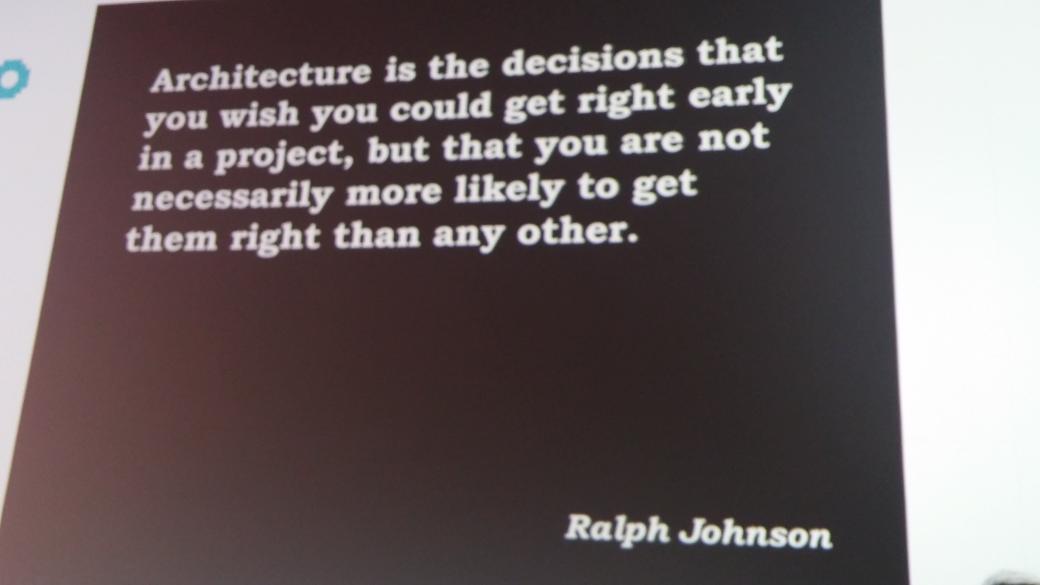 Architecture is the decisions that
you wish you could get right early
in a project, but that you are not
necessarily more likely to get
them right than any other.
Ralph Johnson